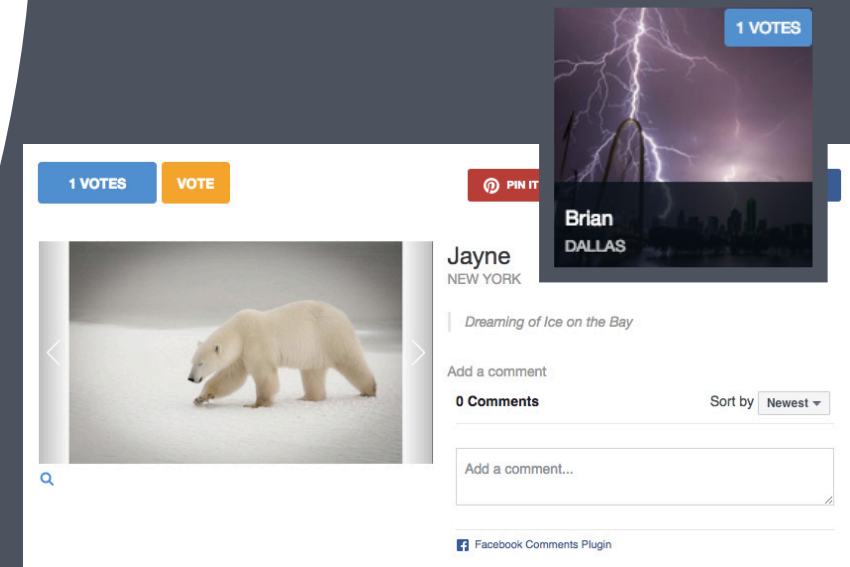 1 VOTES
1 VOTES
VOTE
PIN IT
Brian
DALLAS
Jayne
NEW YORK
Dreaming of Ice on the Bay
Add a comment
0 Comments
Sort by Newest
Add a comment...
Facebook Comments Plugin